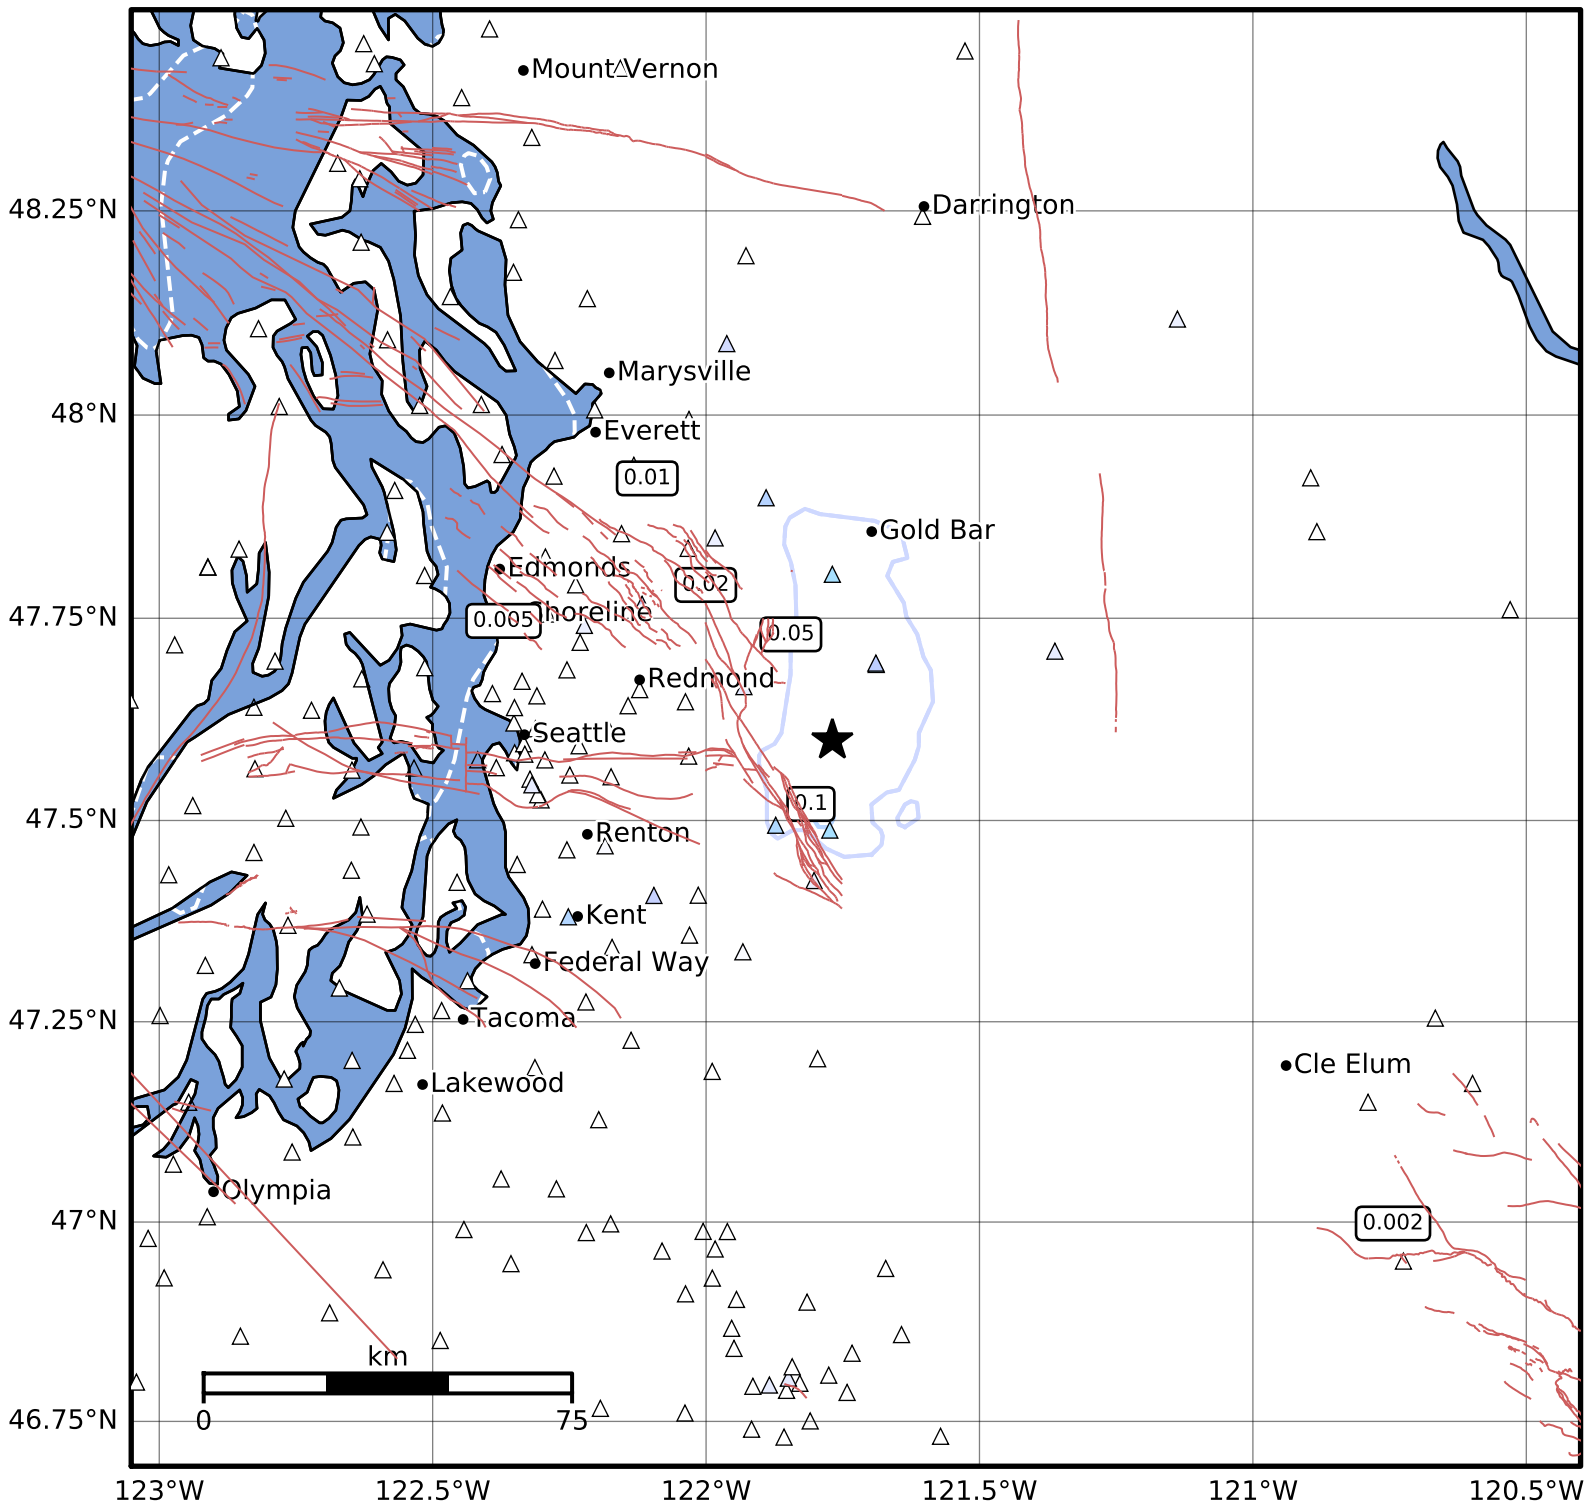 Mount Vernon
48.25°N
Darrington
Marysville
48°N
Everett
0.01
Gold Bar
Edmonds
0.02
47.75°N
0.005
Shoreline
0.05
Redmond
Seattle
0.1
47.5°N
Renton
Kent
Federal Way
47.25°N
Tacoma
Cle Elum
Lakewood
Olympia
47°N
0.002
km
0
75
46.75°N
123°W
122.5°W
122°W
121.5°W
121°W
120.5°W